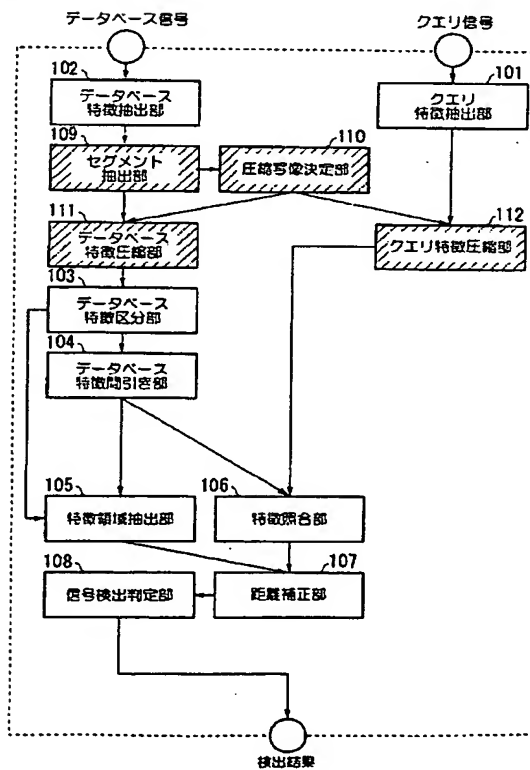 データベース信号
クエリ信号
102
データベース
特徴抽出部
101
クエリ
特徴抽出部
109
セグメント
抽出部
110
圧縮写像決定部
111
データベース
特徴圧縮部
112
クエリ特徴圧縮部
103
データベース
特徴区分部
104
データベース
特徴間引き部
105
特徴領域抽出部
106
特徴照合部
108
信号検出判定部
107
距離補正部
検出結果